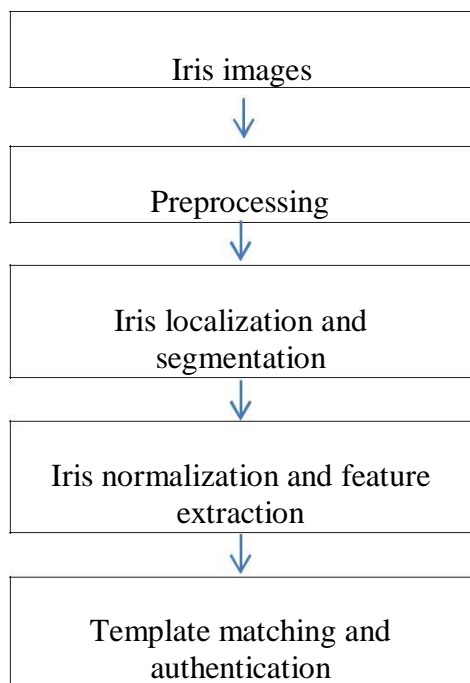 Iris images
Preprocessing
Iris localization and
segmentation
Iris normalization and feature
extraction
Template matching and
authentication